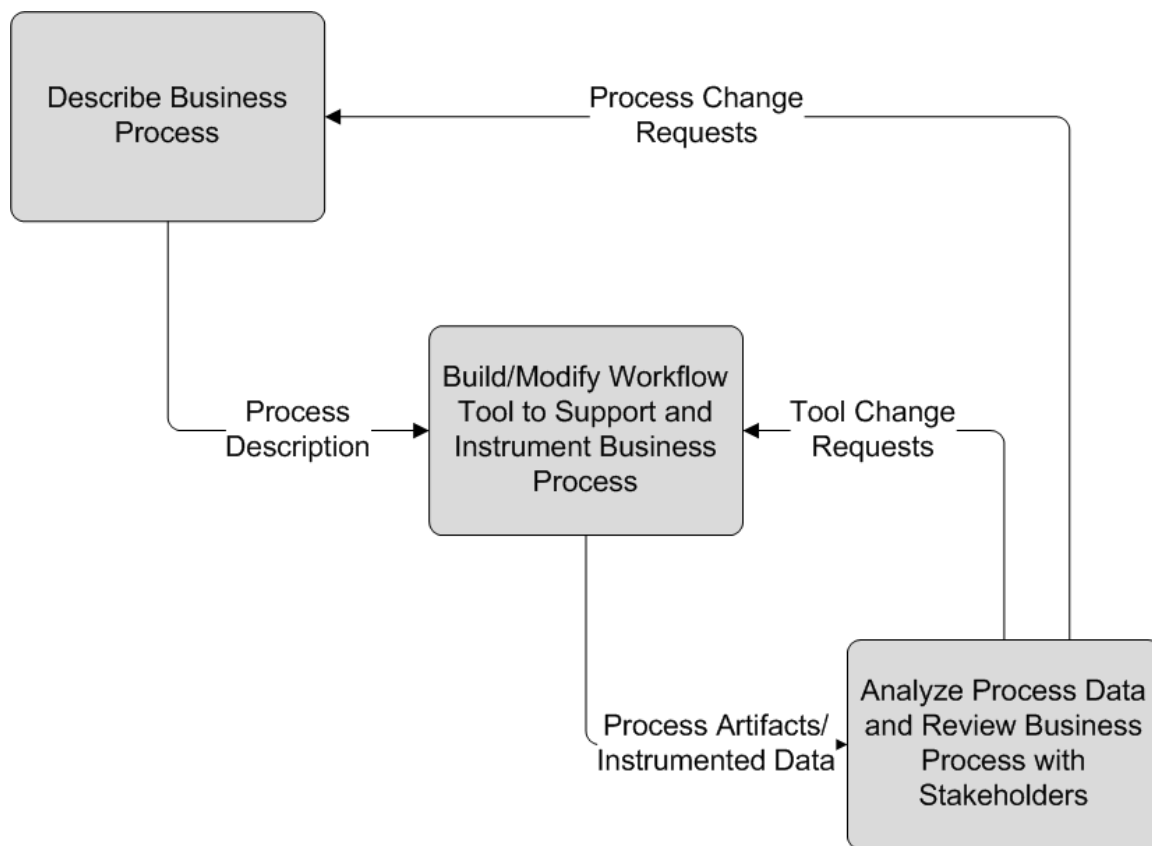 Describe Business
Process
Process Change
Requests
Build/Modify Workflow
Tool to Support and
Instrument Business
Process
Process
Description
Tool Change
Requests
Analyze Process Data
and Review Business
Process with
Stakeholders
Process Artifacts/
Instrumented Data